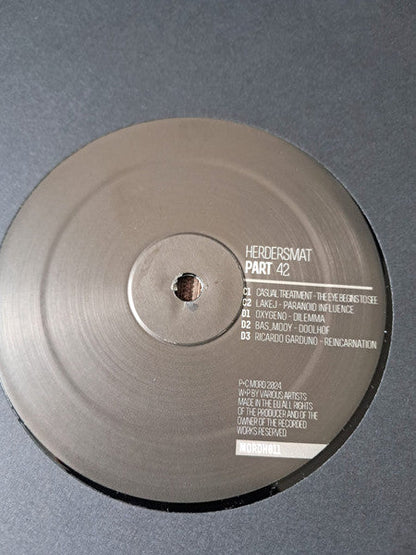 HERDERSMAT
PART 42
C1 CASUAL TREATMENT - THE EYE BEGINS TO SEE
C2 LAKEJ - PARANOID INFLUENCE
D1 OXYGENO - DILEMMA
D2 BAS_MOOY - DOOLHOF
D3 RICARDO GARDUNO - REINCARNATION
P+C MORD 2024.
W+P BY VARIOUS ARTISTS
MADE IN THE EU ALL RIGHTS
OF THE PRODUCER AND OF THE
OWNER OF THE RECORDED
WORKS RESERVED
MORDH011